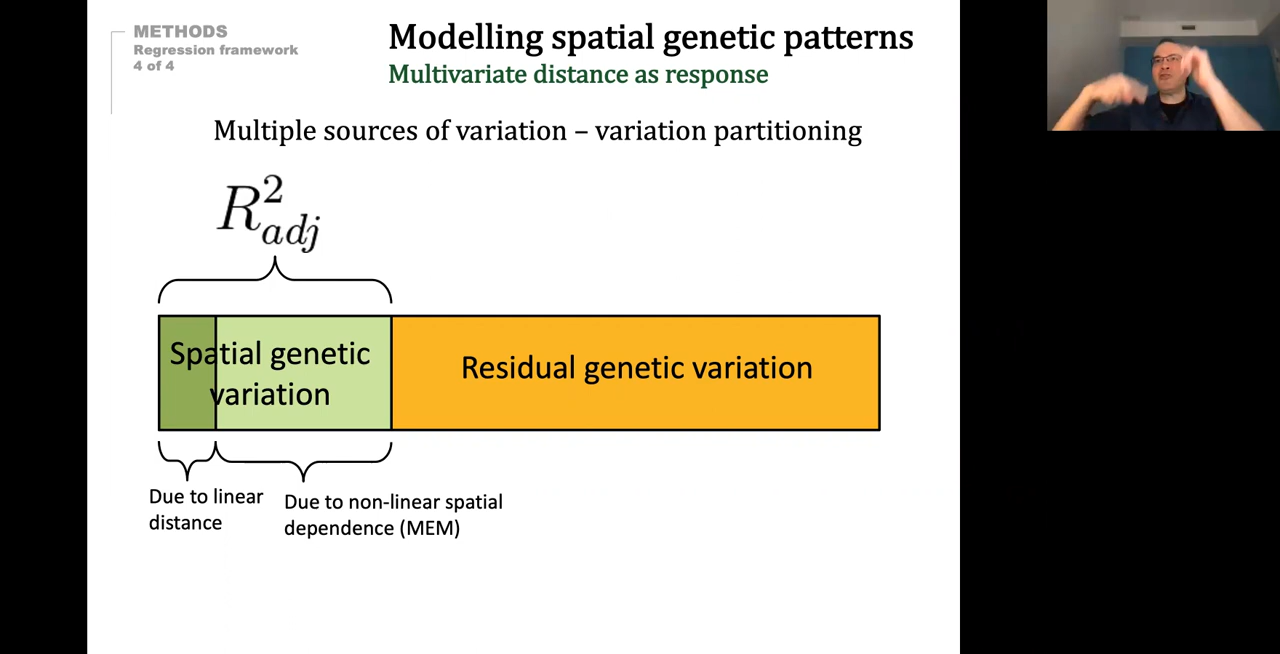 METHODS
Regression framework
4 of 4
Modelling spatial genetic patterns
Multivariate distance as response
Multiple sources of variation – variation partitioning
R²adj
Spatial genetic
variation
Residual genetic variation
Due to linear
distance
Due to non-linear spatial
dependence (MEM)